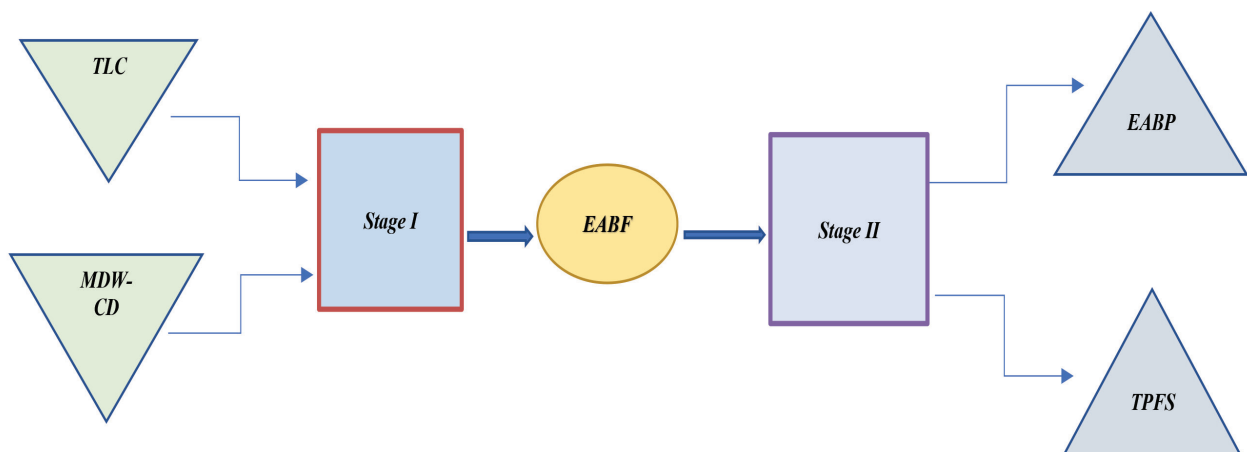 TLC
MDW-
CD
Stage I
EABF
Stage II
EABP
TPFS